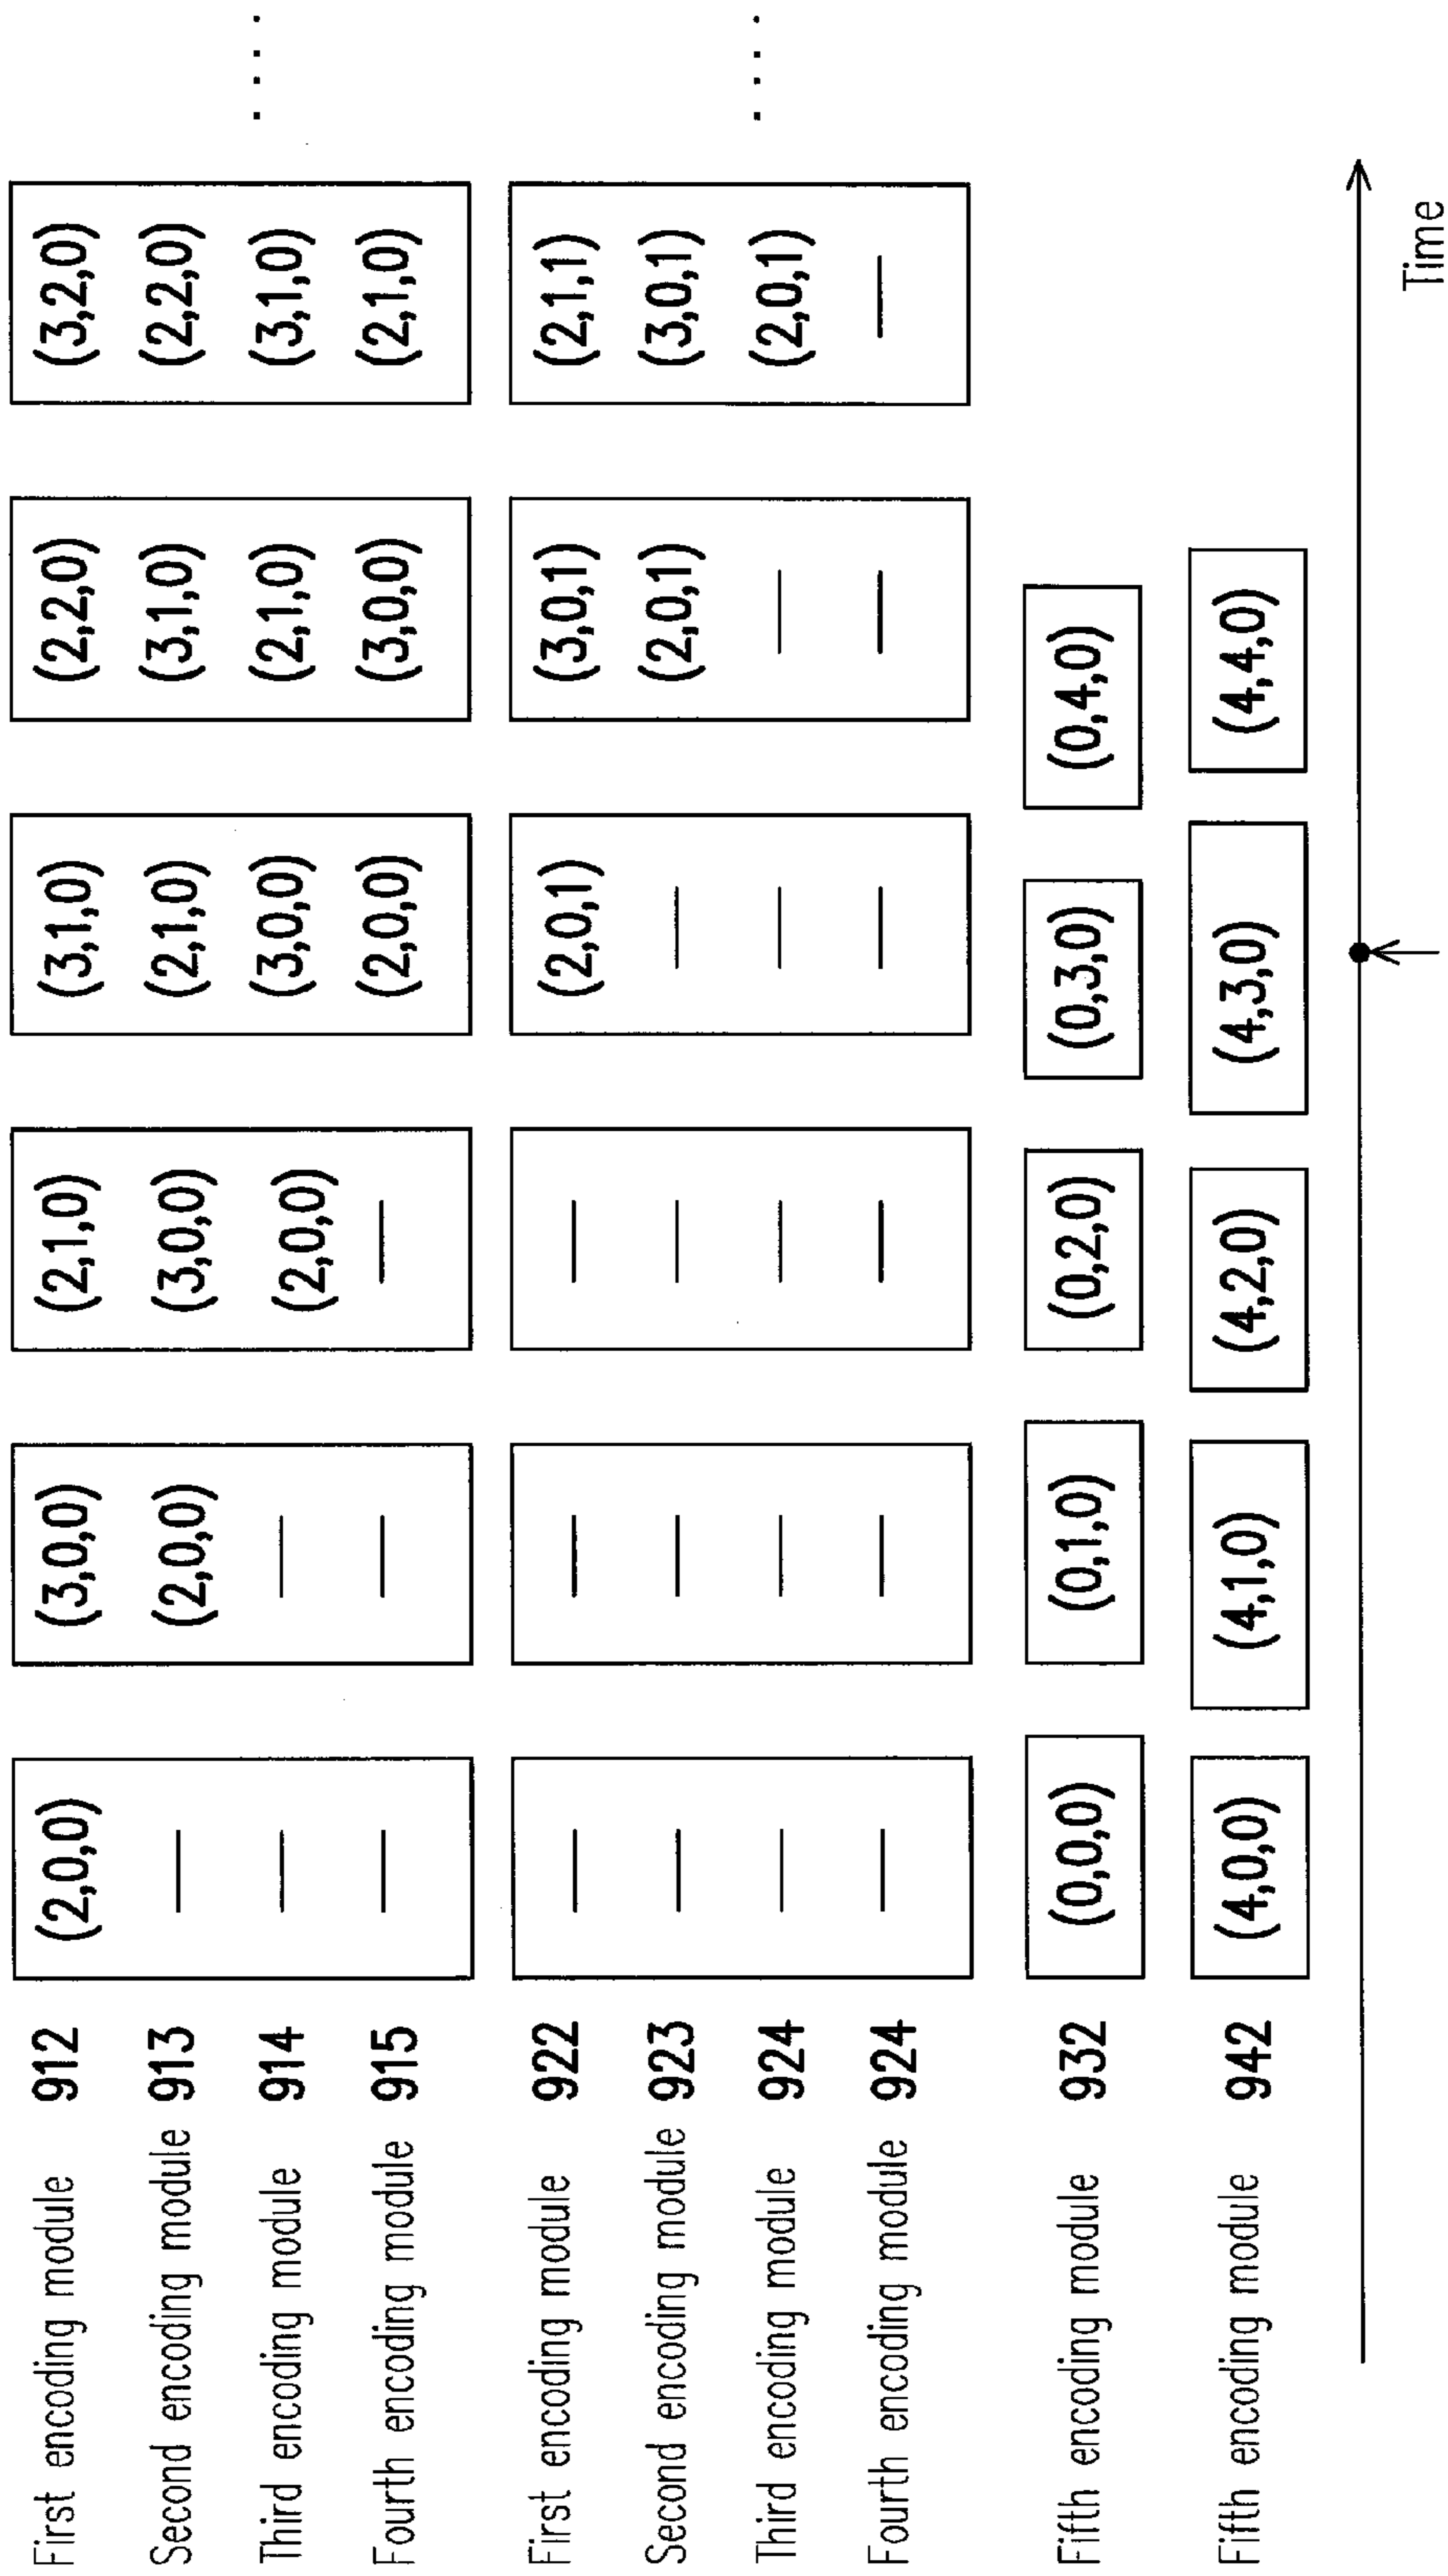 First encoding module 912 (2,0,0) (3,0,0) (2,1,0) (3,1,0) (2,2,0) (3,2,0)
Second encoding module 913 — (2,0,0) (3,0,0) (2,1,0) (3,1,0) (2,2,0) ....
Third encoding module 914 — — (2,0,0) (3,0,0) (2,1,0) (3,1,0)
Fourth encoding module 915 — — — (2,0,0) (3,0,0) (2,1,0)
First encoding module 922 — — — (2,0,1) (3,0,1) (2,1,1)
Second encoding module 923 — — — — (2,0,1) (3,0,1)
Third encoding module 924 — — — — — (2,0,1) ....
Fourth encoding module 924 — — — — — —
Fifth encoding module 932 (0,0,0) (0,1,0) (0,2,0) (0,3,0) (0,4,0)
Fifth encoding module 942 (4,0,0) (4,1,0) (4,2,0) (4,3,0) (4,4,0)
Time